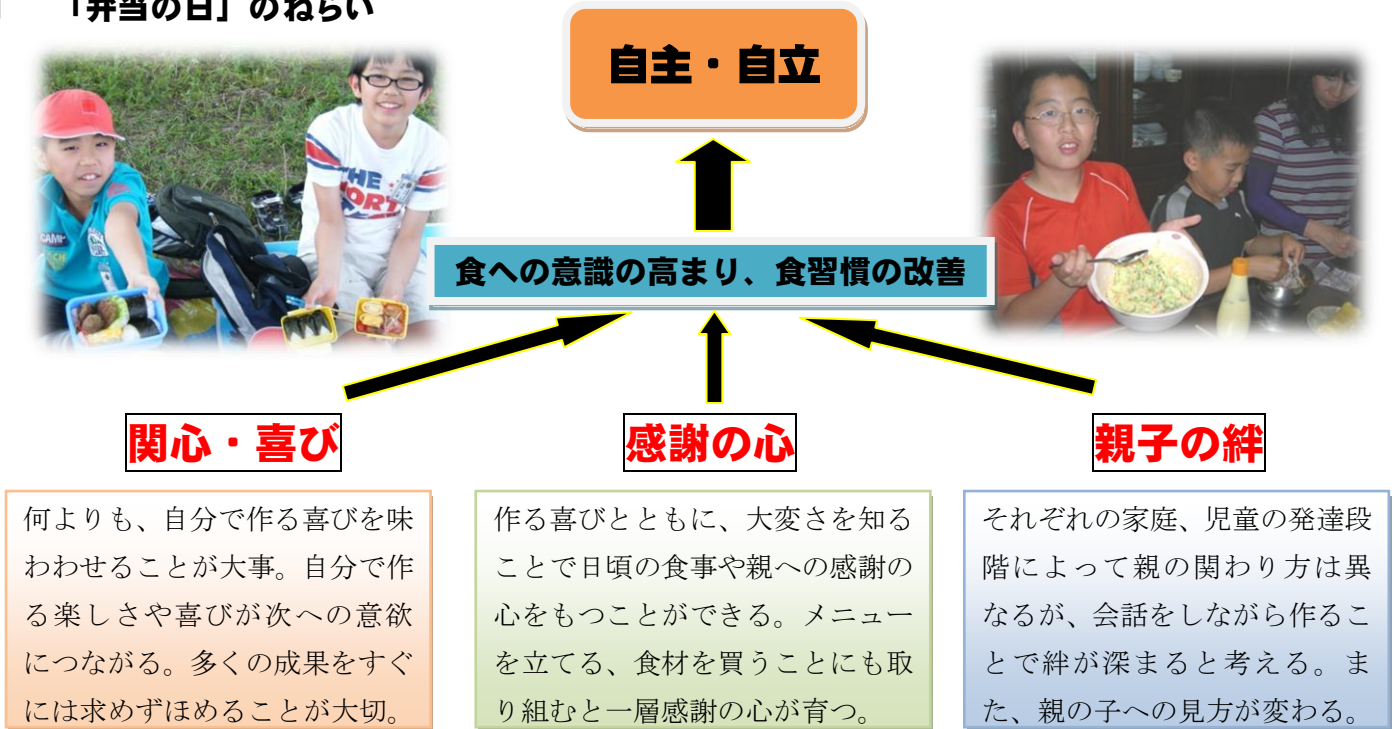 「弁当の日」のねらい
自主・自立
食への意識の高まり、食習慣の改善
関心・喜び
何よりも、自分で作る喜びを味
わわせることが大事。自分で作
る楽しさや喜びが次への意欲
につながる。多くの成果をすぐ
には求めずほめることが大切。
感謝の心
作る喜びとともに、大変さを知る
ことで日頃の食事や親への感謝の
心をもつことができる。メニュー
を立てる、食材を買うことにも取
り組むと一層感謝の心が育つ。
親子の絆
それぞれの家庭、児童の発達段
階によって親の関わり方は異
なるが、会話をしながら作るこ
とで絆が深まると考える。ま
た、親の子への見方が変わる。
THE
CAMP